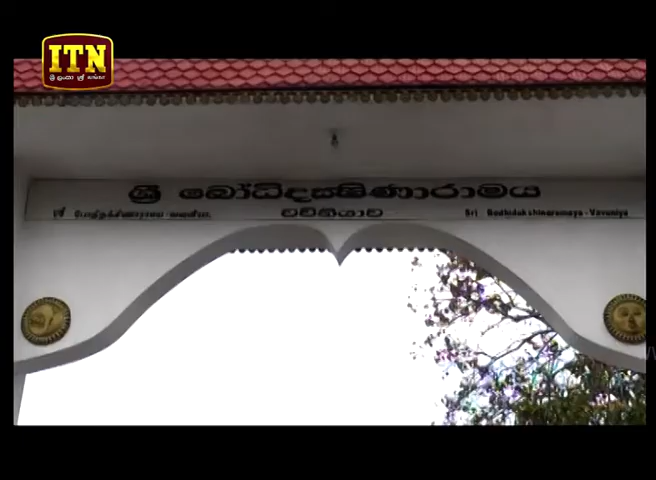 ITN
ශ්‍රී බෝධිදක්ෂිණාරාමය
වවුනියාව
ஸ்ரீ
Sri Bodhidakshinaramaya - Vavuniya